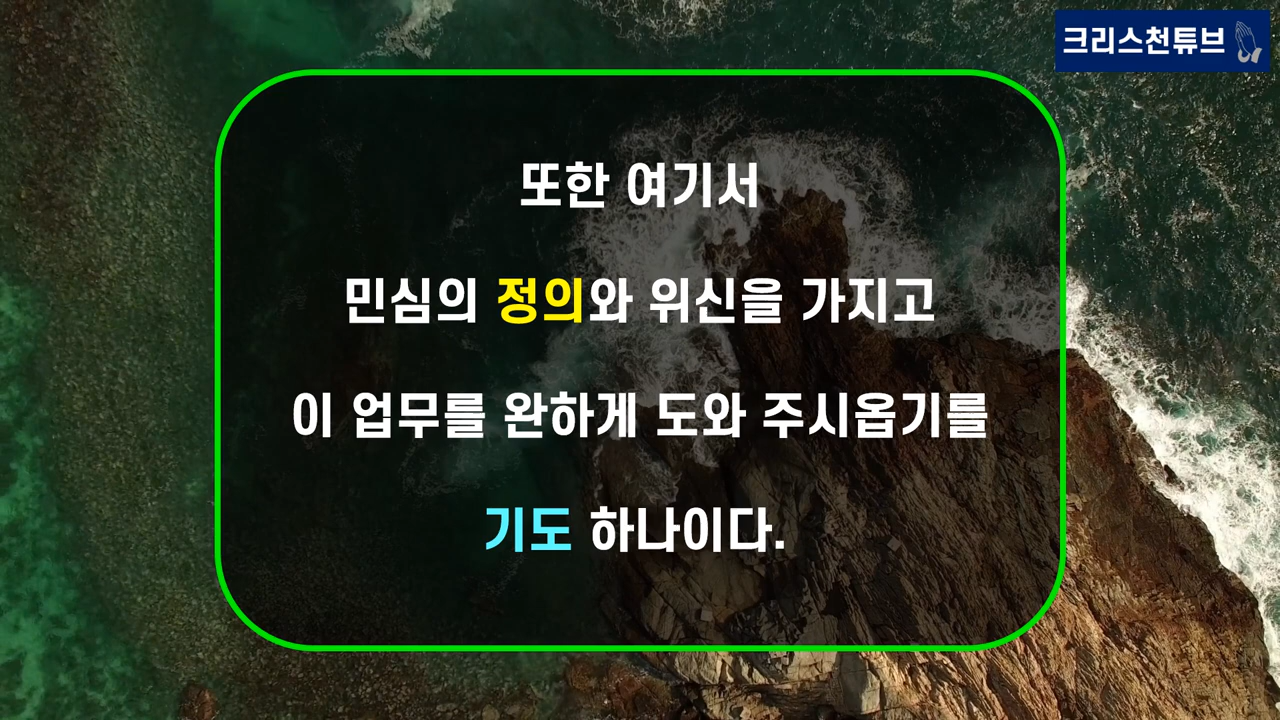 크리스천튜브
또한 여기서
민심의 정의와 위신을 가지고
이 업무를 완하게 도와 주시옵기를
기도 하나이다.